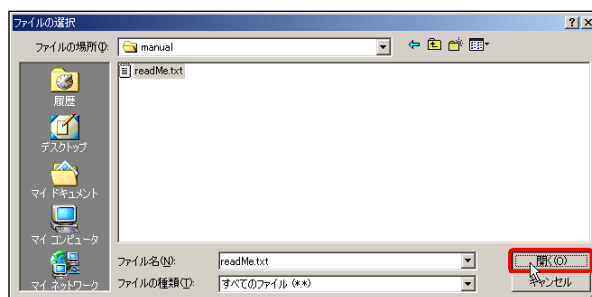 ファイルの選択
ファイルの場所(I):
manual
readMe.txt
履歴
デスクトップ
マイ ドキュメント
マイ コンピュータ
マイ ネットワーク
ファイル名(N):
readMe.txt
開く(O)
ファイルの種類(T):
すべてのファイル (*.*)
キャンセル